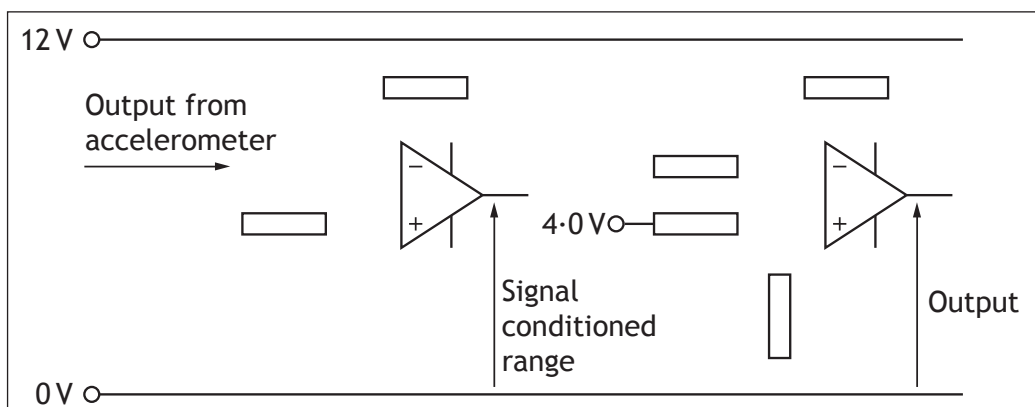 12 V
Output from
accelerometer
−
+
4·0 V
−
+
Signal
conditioned
range
Output
0 V